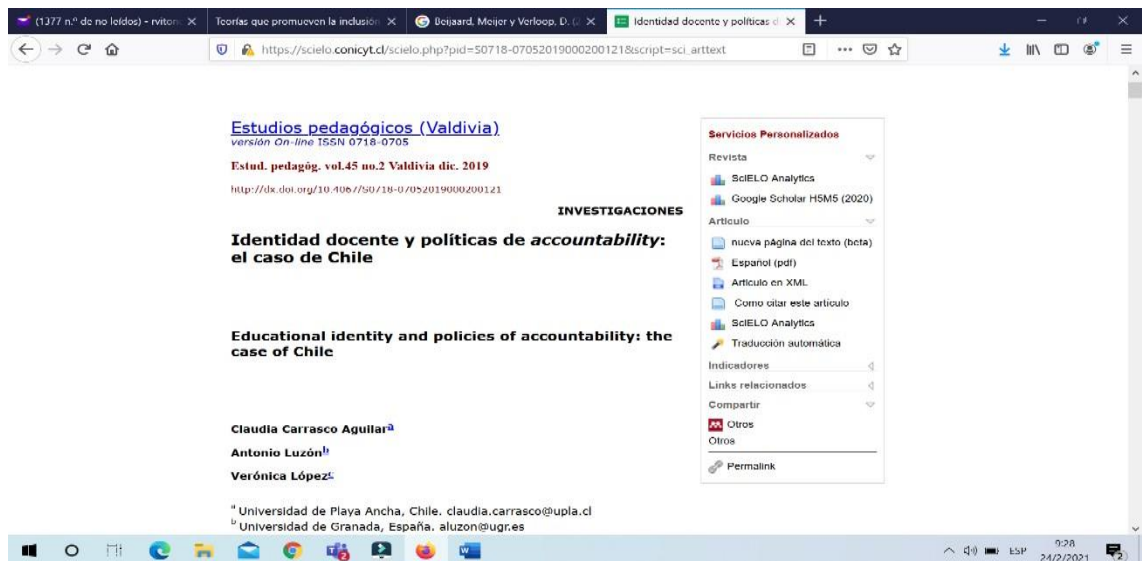 (1377 n.º de no leídos) - rviton
Teorías que promueven la inclusión
Beijaard, Meijer y Verloop, D. (2
Identidad docente y políticas d
https://scielo.conicyt.cl/scielo.php?pid=S0718-07052019000200121&script=sci_arttext
Estudios pedagógicos (Valdivia)
versión On-line ISSN 0718-0705
Estud. pedagóg. vol.45 no.2 Valdivia dic. 2019
http://dx.doi.org/10.4067/S0718-07052019000200121
INVESTIGACIONES
Identidad docente y políticas de accountability:
el caso de Chile
Educational identity and policies of accountability: the
case of Chile
Claudia Carrasco Aguilar a
Antonio Luzón b
Verónica López c
a Universidad de Playa Ancha, Chile. claudia.carrasco@upla.cl
b Universidad de Granada, España. aluzon@ugr.es
Servicios Personalizados
Revista
SciELO Analytics
Google Scholar H5M5 (2020)
Articulo
nueva página del texto (beta)
Español (pdf)
Articulo en XML
Como citar este artículo
SciELO Analytics
Traducción automática
Indicadores
Links relacionados
Compartir
Otros
Otros
Permalink
ESP
9:28
24/2/2021